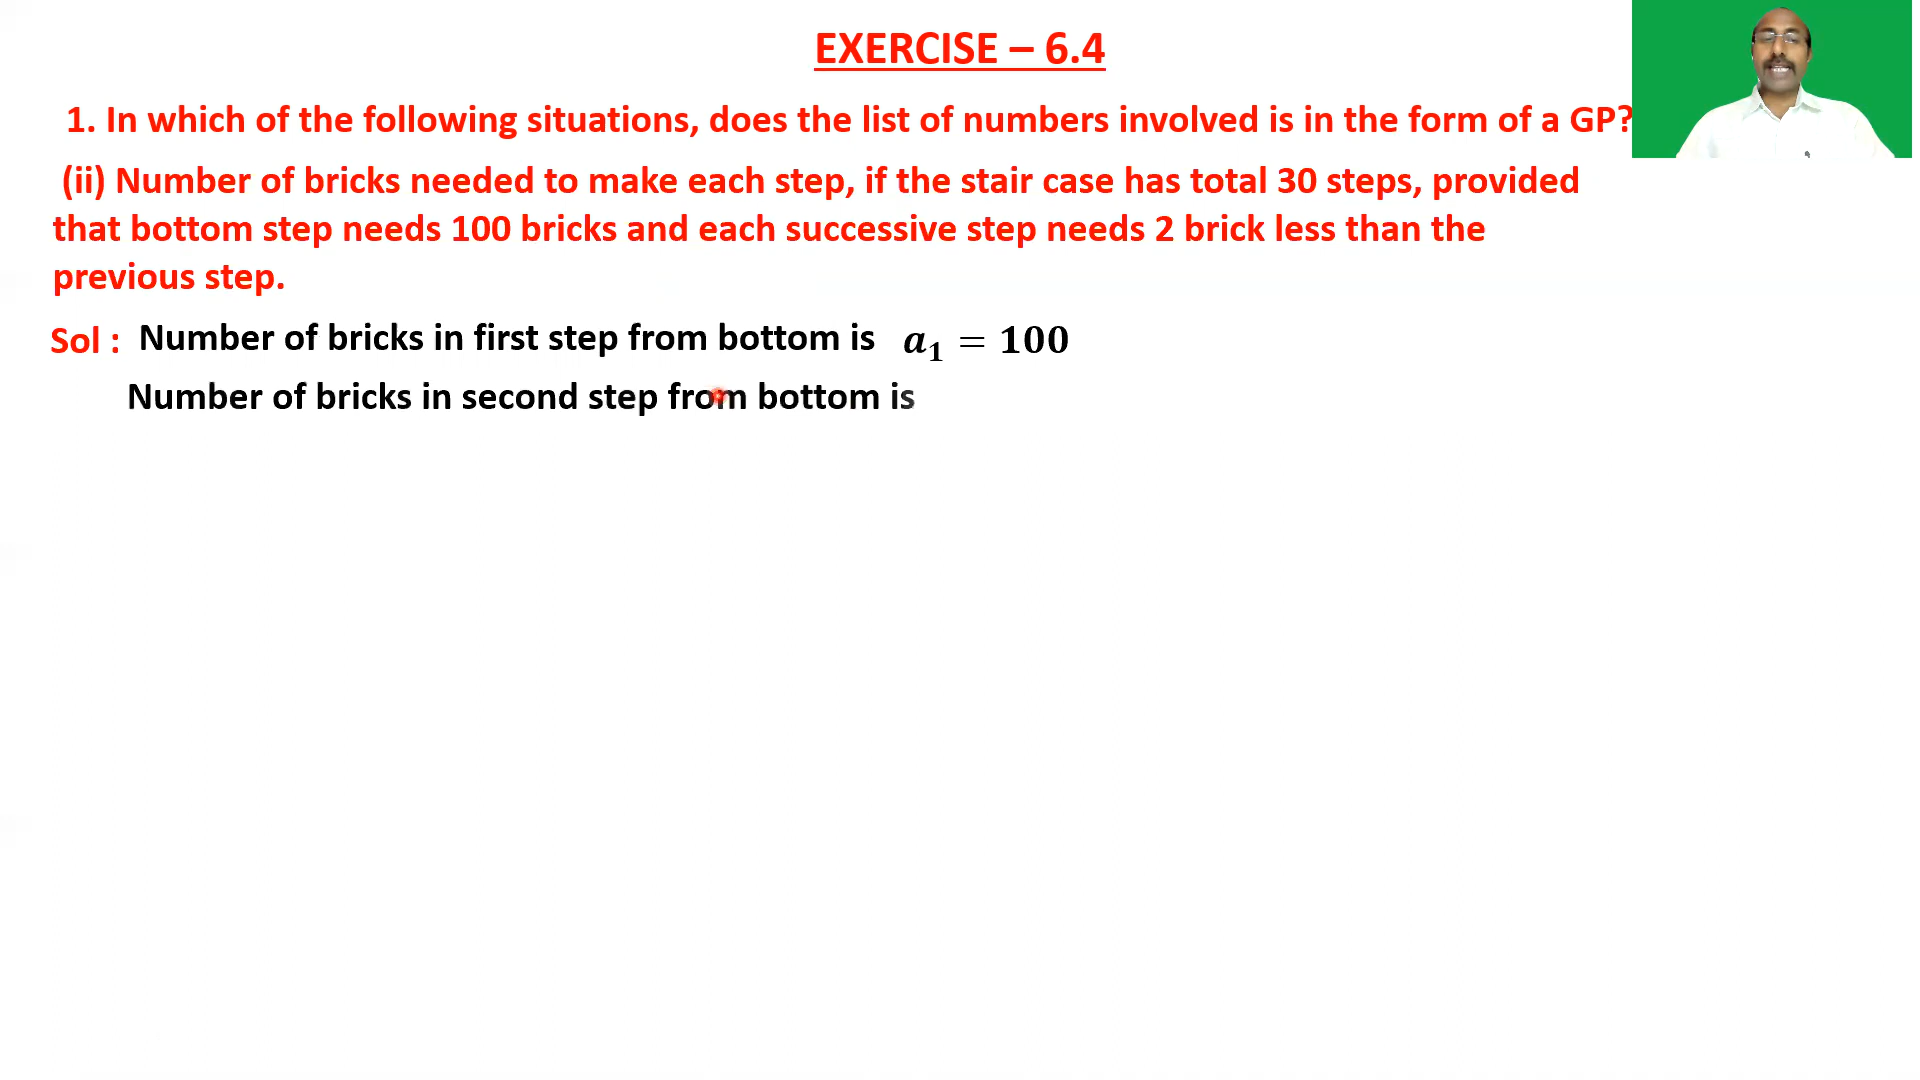 EXERCISE – 6.4
1. In which of the following situations, does the list of numbers involved is in the form of a GP?
(ii) Number of bricks needed to make each step, if the stair case has total 30 steps, provided
that bottom step needs 100 bricks and each successive step needs 2 brick less than the
previous step.
Sol : Number of bricks in first step from bottom is a₁ = 100
Number of bricks in second step from bottom is